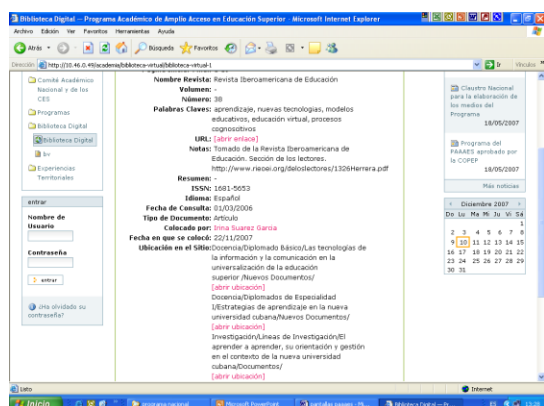 Biblioteca Digital — Programa Académico de Amplio Acceso en Educación Superior - Microsoft Internet Explorer
Archivo Edición Ver Favoritos Herramientas Ayuda
Atrás Búsqueda Favoritos
Dirección http://10.46.0.49/academia/biblioteca-virtual/biblioteca-virtual-1 Ir Vínculos
Comité Académico
Nacional y de los
CES
Programas
Biblioteca Digital
Biblioteca Digital
bv
Experiencias
Territoriales
entrar
Nombre de
Usuario
Contraseña
entrar
¿Ha olvidado su
contraseña?
Nombre Revista: Revista Iberoamericana de Educación
Volumen: -
Número: 38
Palabras Claves: aprendizaje, nuevas tecnologías, modelos
educativos, educación virtual, procesos
cognoscitivos
URL: [abrir enlace]
Notas: Tomado de la Revista Iberoamericana de
Educación. Sección de los lectores.
http://www.rieoei.org/deloslectores/1326Herrera.pdf
Resumen: -
ISSN: 1681-5653
Idioma: Español
Fecha de Consulta: 01/03/2006
Tipo de Documento: Artículo
Colocado por: Irina Suarez Garcia
Fecha en que se colocó: 22/11/2007
Ubicación en el Sitio: Docencia/Diplomado Básico/Las tecnologías de
la información y la comunicación en la
universalización de la educación
superior /Nuevos Documentos/
[abrir ubicación]
Docencia/Diplomados de Especialidad
I/Estrategias de aprendizaje en la nueva
universidad cubana/Nuevos Documentos/
[abrir ubicación]
Investigación/Líneas de Investigación/El
aprender a aprender, su orientación y gestión
en el contexto de la nueva universidad
cubana/Documentos/
[abrir ubicación]
Claustro Nacional
para la elaboración de
los medios del
Programa
18/05/2007
Programa del
PAAAES aprobado por
la COPEP
18/05/2007
Más noticias
Diciembre 2007
Do Lu Ma Mi Ju Vi Sá
1
2 3 4 5 6 7 8
9 10 11 12 13 14 15
16 17 18 19 20 21 22
23 24 25 26 27 28 29
30 31
Listo Internet
Inicio programa nacional Microsoft PowerPoint Biblioteca Digital — Pr... ES 13:28